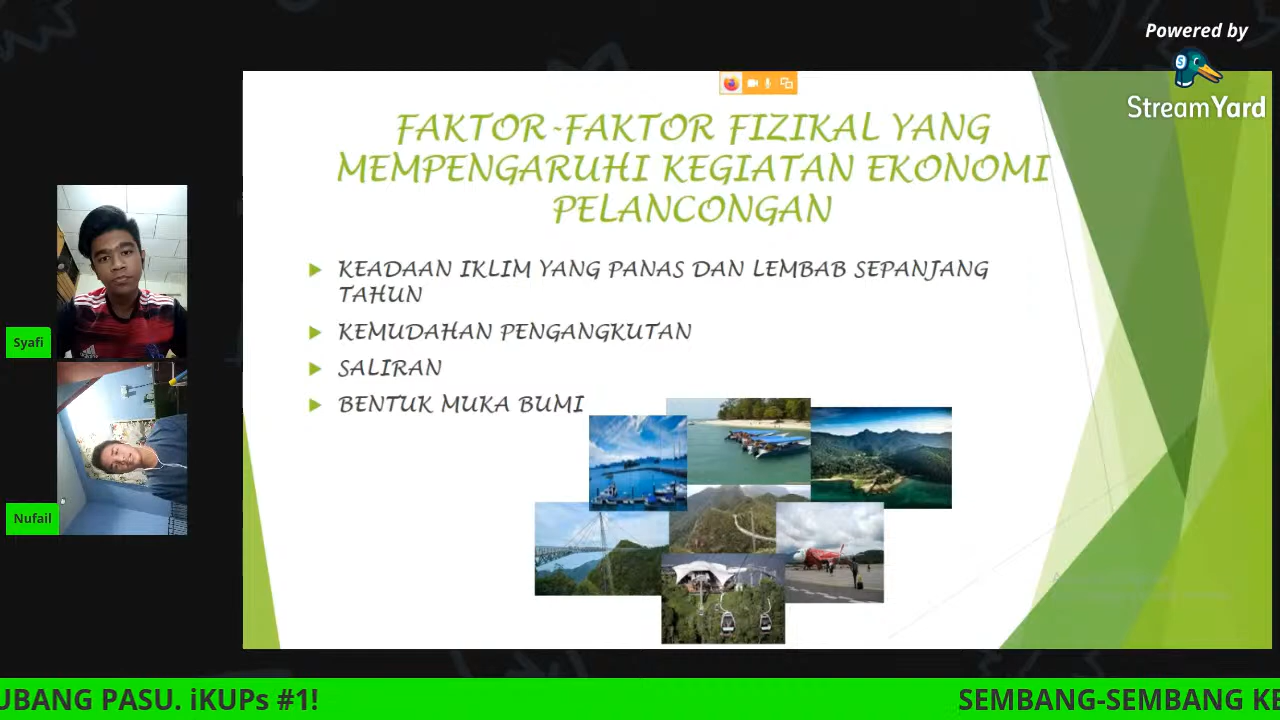 Powered by
StreamYard
FAKTOR-FAKTOR FIZIKAL YANG
MEMPENGARUHI KEGIATAN EKONOMI
PELANCONGAN
KEADAAN IKLIM YANG PANAS DAN LEMBAB SEPANJANG
TAHUN
KEMUDAHAN PENGANGKUTAN
SALIRAN
BENTUK MUKA BUMI
Syafi
Nufail
UBANG PASU. iKUPs #1! SEMBANG-SEMBANG KE